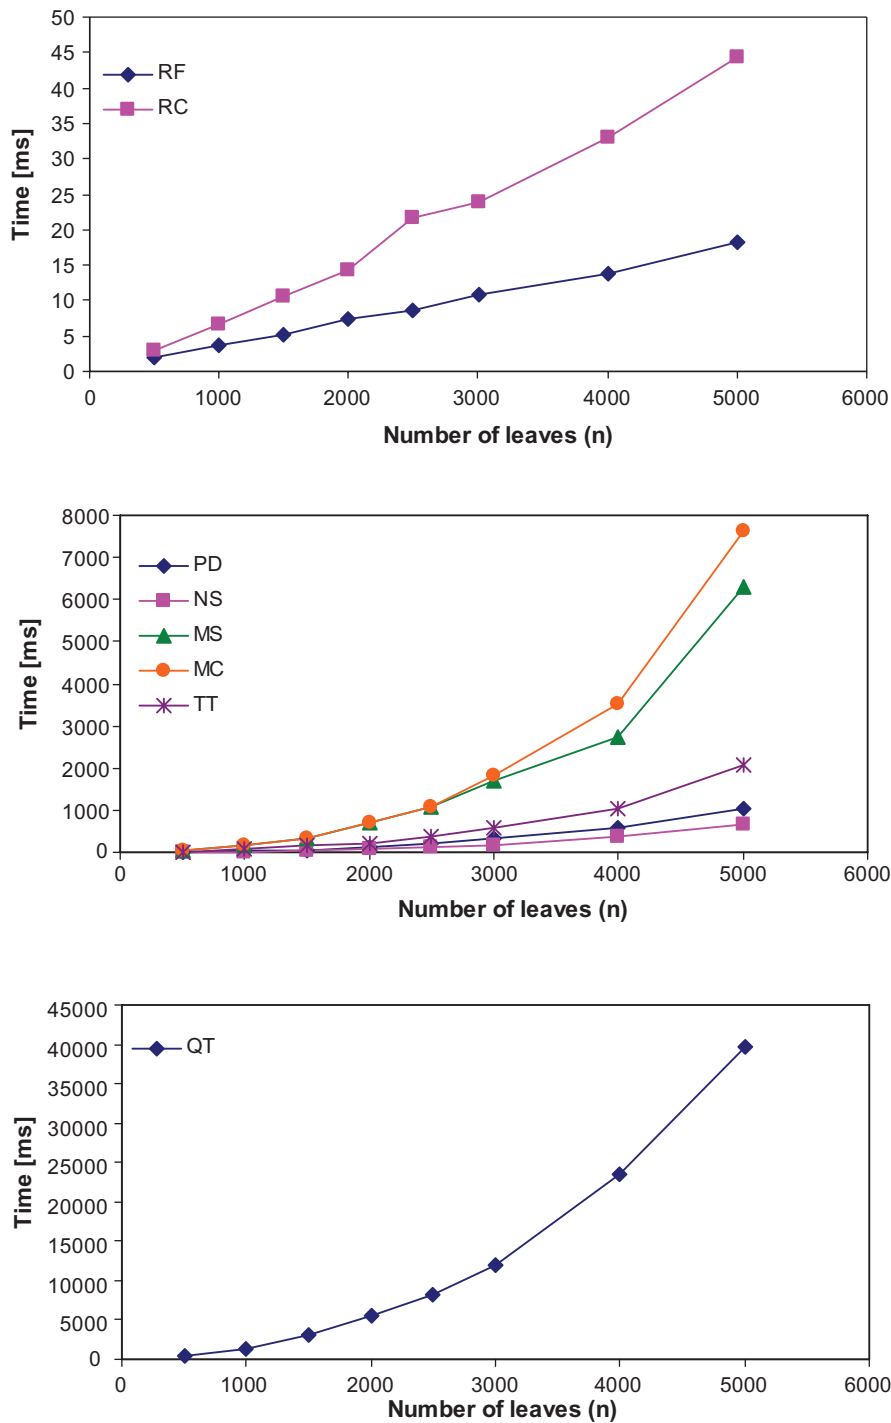 50
45
40
35
30
25
20
15
10
5
0
Time [ms]
RF
RC
0 1000 2000 3000 4000 5000 6000
Number of leaves (n)
8000
7000
6000
5000
4000
3000
2000
1000
0
Time [ms]
PD
NS
MS
MC
TT
0 1000 2000 3000 4000 5000 6000
Number of leaves (n)
45000
40000
35000
30000
25000
20000
15000
10000
5000
0
Time [ms]
QT
0 1000 2000 3000 4000 5000 6000
Number of leaves (n)